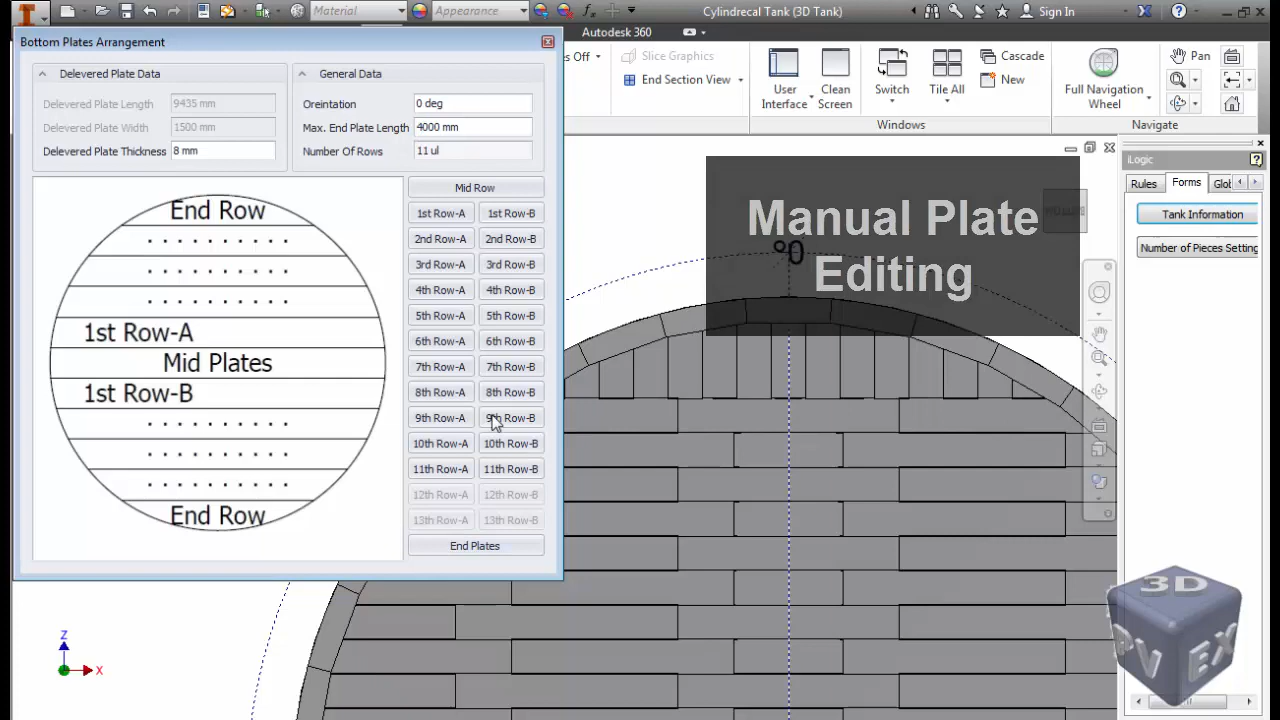 Material
Appearance
Cylindrecal Tank (3D Tank)
Sign In
Bottom Plates Arrangement
Autodesk 360
Off
Slice Graphics
End Section View
User
Interface
Clean
Screen
Switch
Tile All
Cascade
New
Windows
Full Navigation
Wheel
Pan
Navigate
Delevered Plate Data
Delevered Plate Length
9435 mm
Delevered Plate Width
1500 mm
Delevered Plate Thickness
8 mm
General Data
Oreintation
0 deg
Max. End Plate Length
4000 mm
Number Of Rows
11 ul
End Row
1st Row-A
Mid Plates
1st Row-B
End Row
Mid Row
1st Row-A
1st Row-B
2nd Row-A
2nd Row-B
3rd Row-A
3rd Row-B
4th Row-A
4th Row-B
5th Row-A
5th Row-B
6th Row-A
6th Row-B
7th Row-A
7th Row-B
8th Row-A
8th Row-B
9th Row-A
9th Row-B
10th Row-A
10th Row-B
11th Row-A
11th Row-B
12th Row-A
12th Row-B
13th Row-A
13th Row-B
End Plates
Manual Plate
Editing
0°
iLogic
Rules
Forms
Glob
Tank Information
Number of Pieces Setting
Z
X
3D
PV
EX